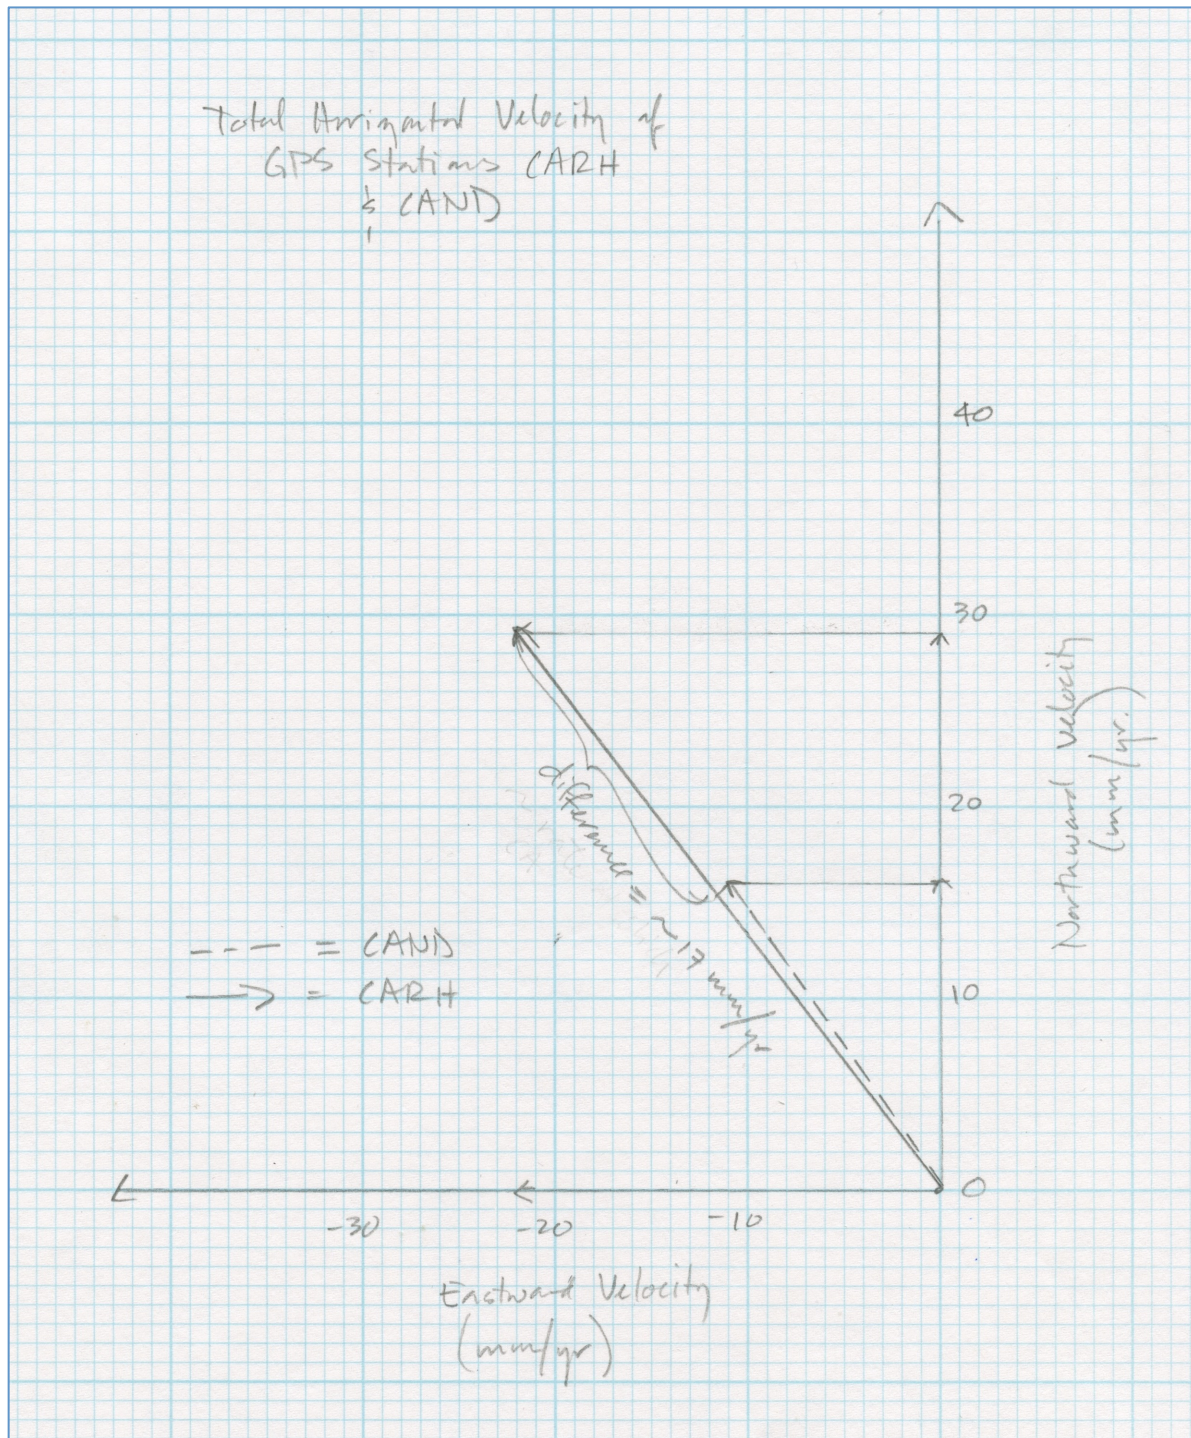 Total Horizontal Velocity of
GPS Stations CARH
& CAND
40
30
Northward Velocity
(mm/yr.)
20
difference = ~17 mm/yr
--- = CAND
→ = CARH
10
0
-30 -20 -10
Eastward Velocity
(mm/yr)